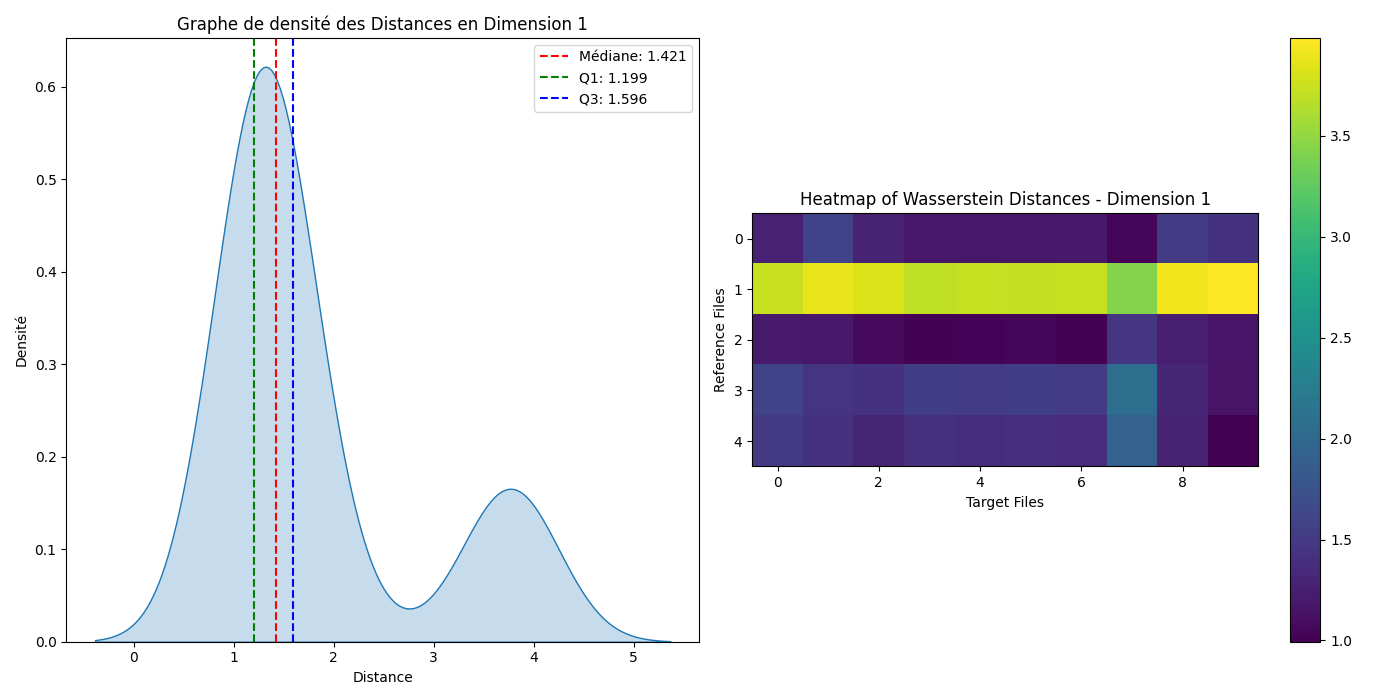 Graphe de densité des Distances en Dimension 1
Médiane: 1.421
Q1: 1.199
Q3: 1.596
Densité
0.6
0.5
0.4
0.3
0.2
0.1
0.0
0 1 2 3 4 5
Distance
Heatmap of Wasserstein Distances - Dimension 1
Reference Files
0
1
2
3
4
0 2 4 6 8
Target Files
3.5
3.0
2.5
2.0
1.5
1.0